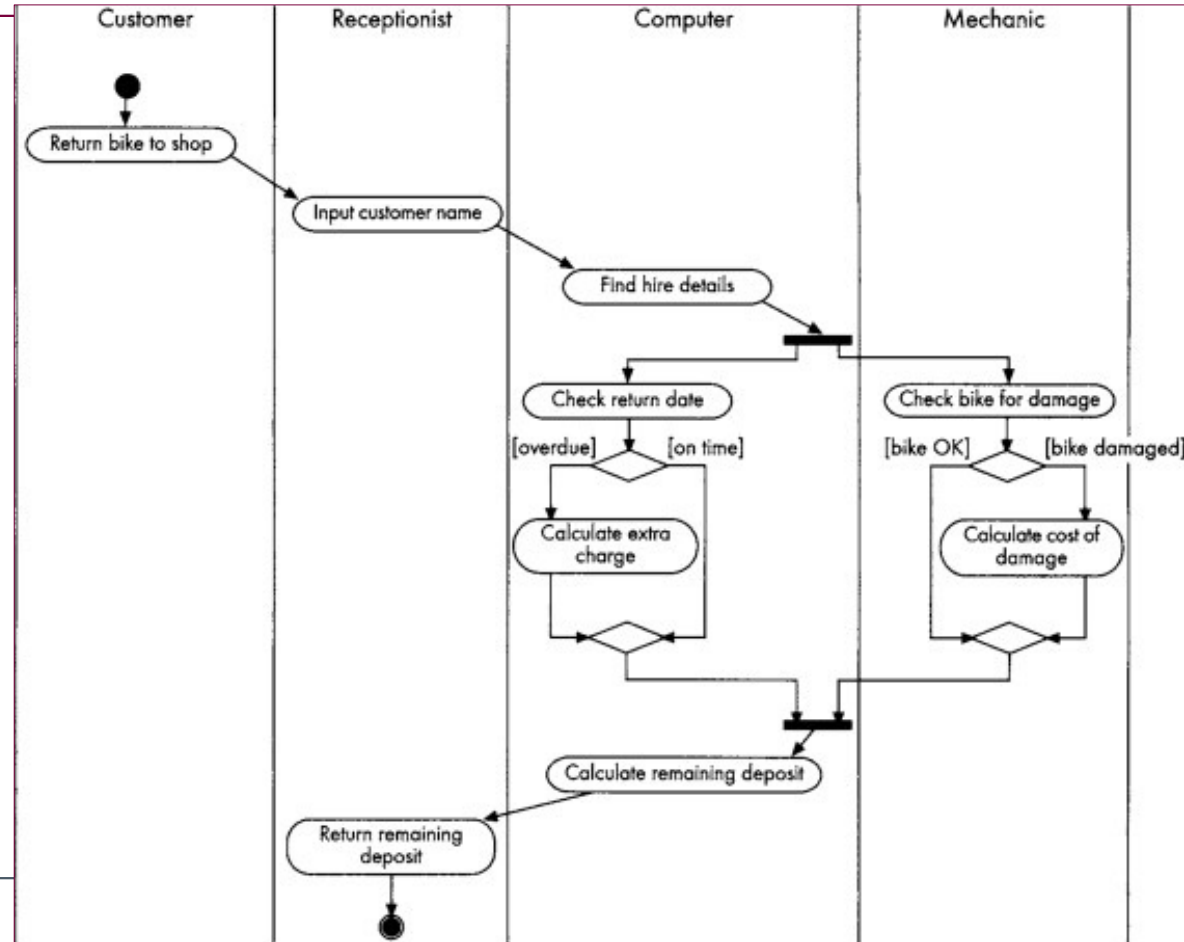 Customer
Receptionist
Computer
Mechanic
Return bike to shop
Input customer name
Find hire details
Check return date
Check bike for damage
[overdue]
[on time]
[bike OK]
[bike damaged]
Calculate extra
charge
Calculate cost of
damage
Calculate remaining deposit
Return remaining
deposit